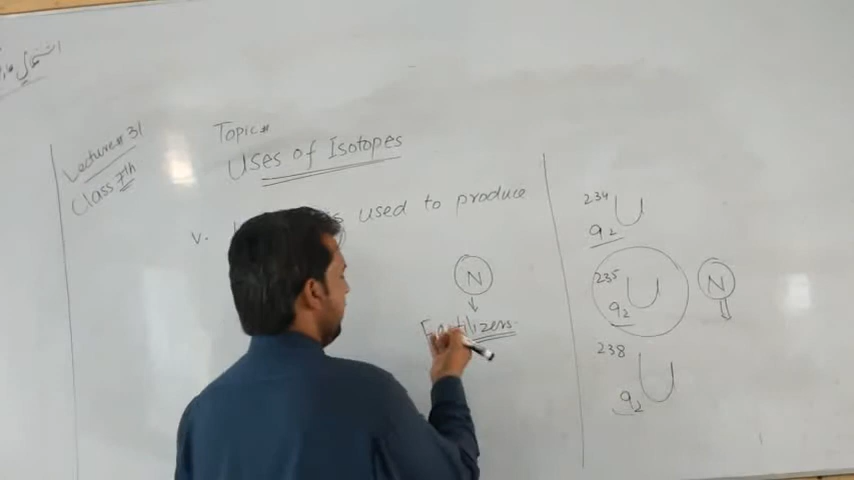 Lecture# 31
Class 7th
Topic#
Uses of Isotopes
v. used to produce
N
Fertilizers
234
U
92
235
U
92
N
238
U
92